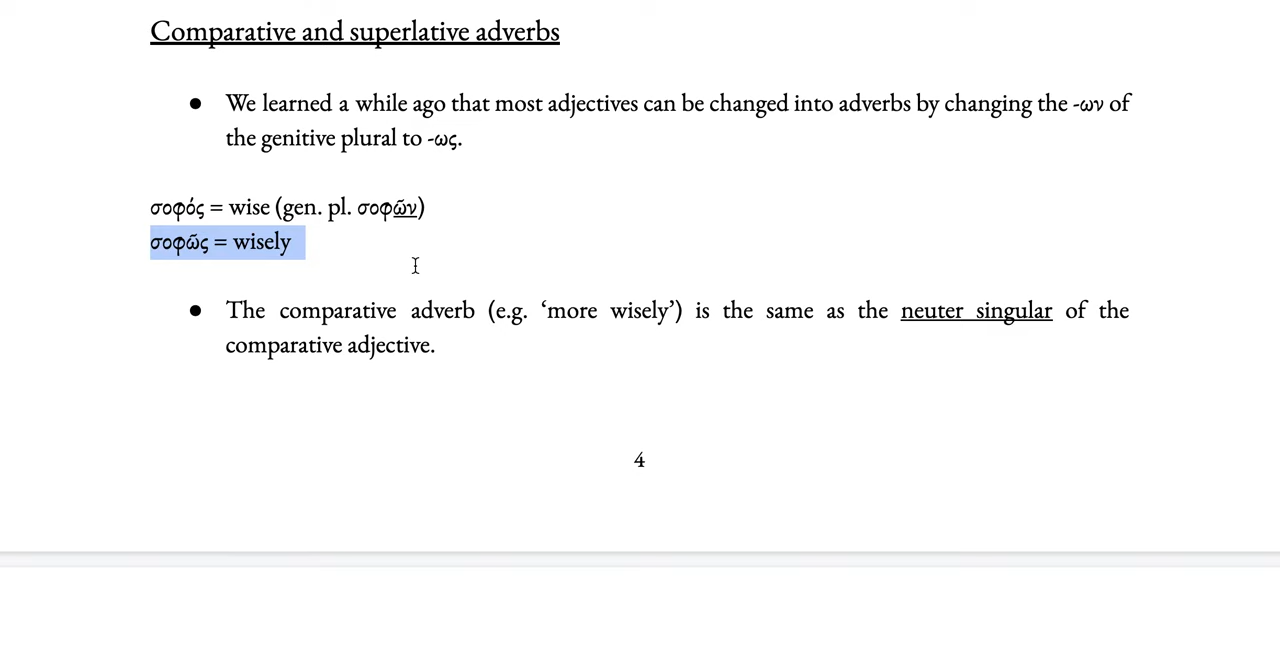 Comparative and superlative adverbs
● We learned a while ago that most adjectives can be changed into adverbs by changing the -ων of
the genitive plural to -ως.
σοφός = wise (gen. pl. σοφῶν)
σοφῶς = wisely
● The comparative adverb (e.g. ‘more wisely’) is the same as the neuter singular of the
comparative adjective.
4